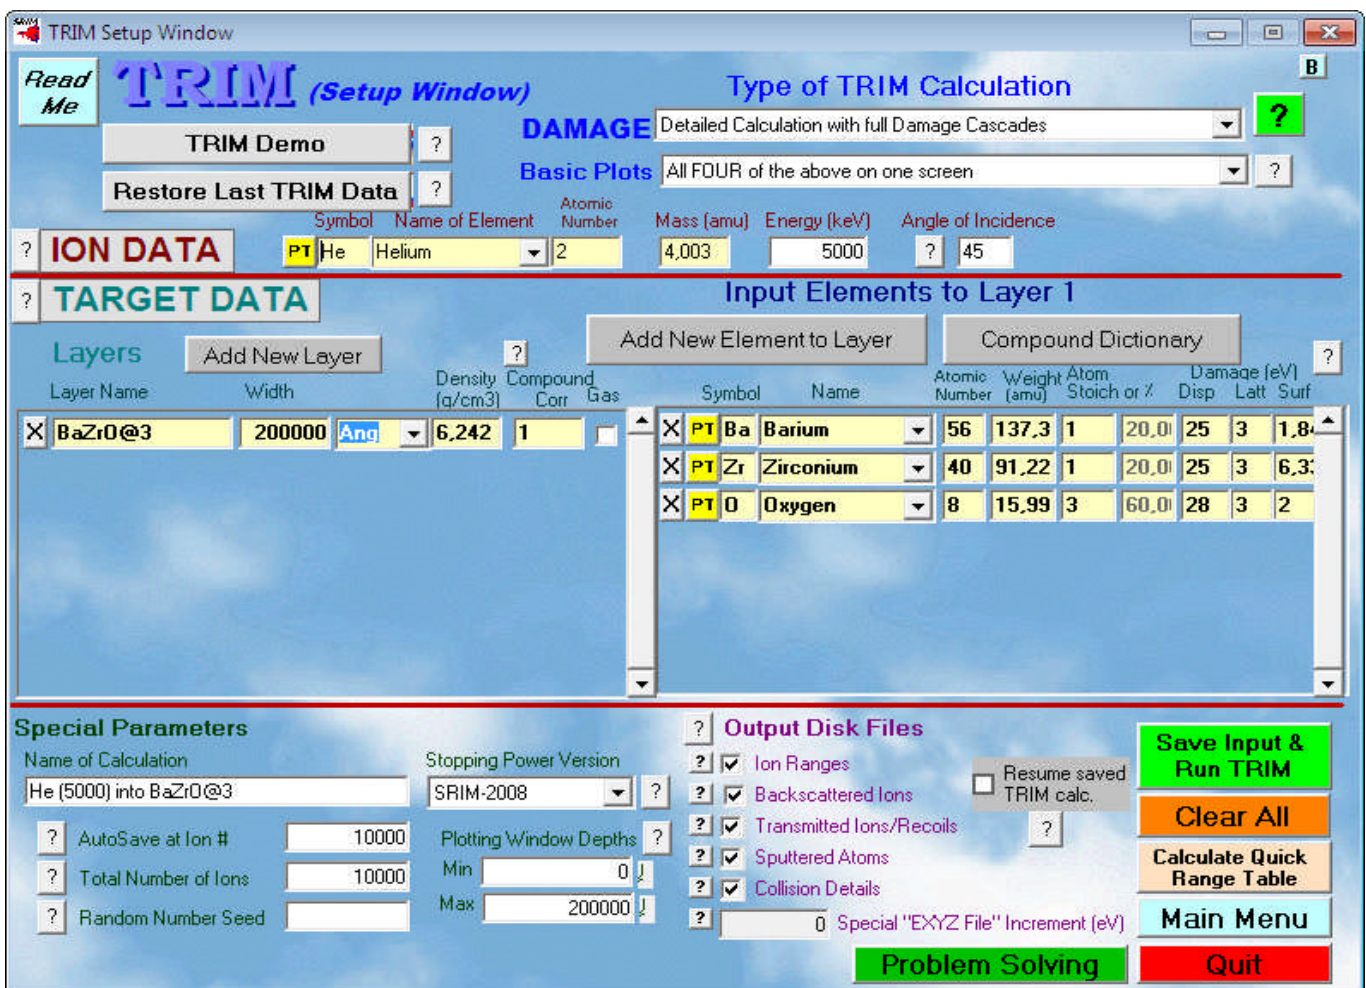 TRIM Setup Window
Read Me
TRIM (Setup Window)
B
Type of TRIM Calculation
TRIM Demo ?
DAMAGE Detailed Calculation with full Damage Cascades ?
Restore Last TRIM Data ?
Basic Plots All FOUR of the above on one screen ?
Symbol Name of Element Atomic Number Mass (amu) Energy (keV) Angle of Incidence
? ION DATA PT He Helium 2 4,003 5000 ? 45
? TARGET DATA
Input Elements to Layer 1
Layers Add New Layer ?
Add New Element to Layer Compound Dictionary ?
Layer Name Width Density (g/cm3) Compound Corr Gas
Symbol Name Atomic Number Weight (amu) Atom Stoich or % Damage (eV) Disp Latt Surf
X BaZrO@3 200000 Ang 6,242 1
X PT Ba Barium 56 137,3 1 20,0 25 3 1,84
X PT Zr Zirconium 40 91,22 1 20,0 25 3 6,33
X PT O Oxygen 8 15,99 3 60,0 28 3 2
Special Parameters
Name of Calculation
He (5000) into BaZrO@3
Stopping Power Version
SRIM-2008 ?
? AutoSave at Ion # 10000
? Total Number of Ions 10000
? Random Number Seed
Plotting Window Depths ?
Min 0
Max 200000
? Output Disk Files
? Ion Ranges
? Backscattered Ions
? Transmitted Ions/Recoils
? Sputtered Atoms
? Collision Details
? 0 Special "EXYZ File" Increment (eV)
Resume saved
TRIM calc.
?
Save Input &
Run TRIM
Clear All
Calculate Quick
Range Table
Main Menu
Problem Solving
Quit